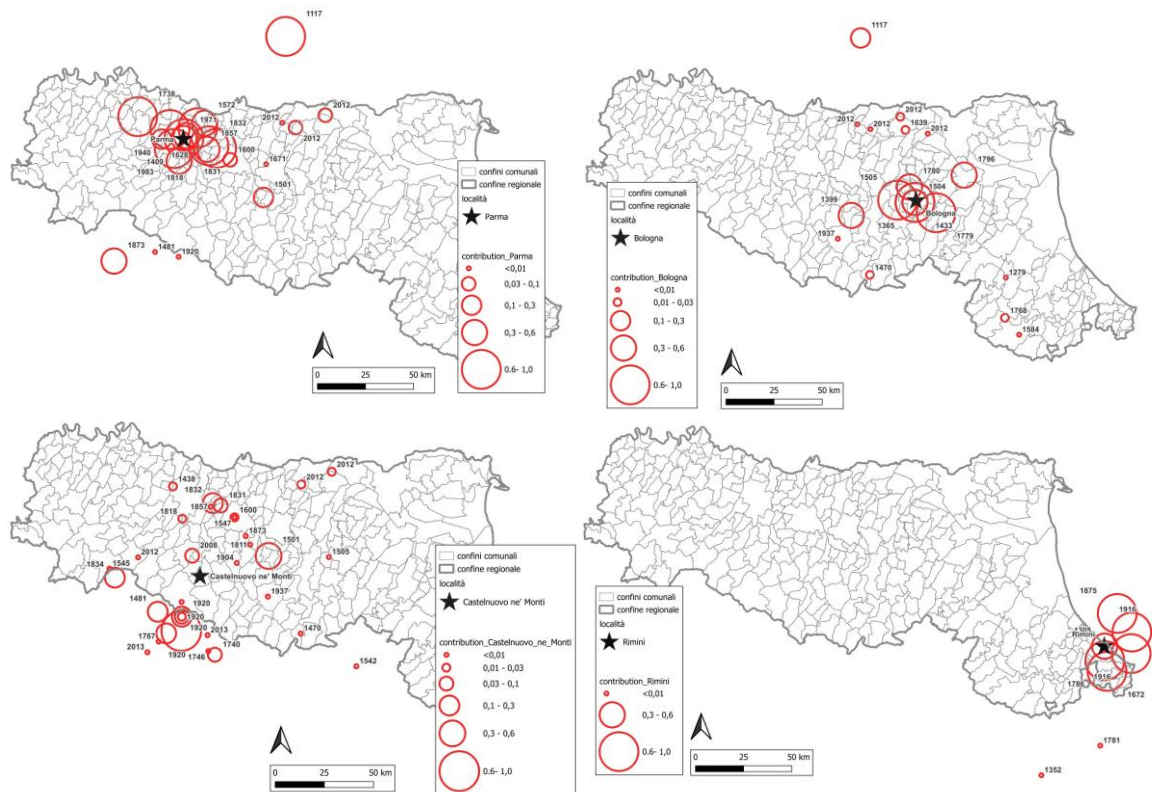 1117
1738
1572
1971
1832
1857
1600
2012
2012
2012
1671
Parma
1940
1628
1409
1983
1818
1831
1501
1873
1481
1920
confini comunali
confine regionale
località
Parma
contribution_Parma
<0,01
0,03 - 0,1
0,1 - 0,3
0,3 - 0,6
0.6- 1,0
0 25 50 km
1117
2012
2012
2012
1639
2012
1796
1505
1780
1504
1399
Bologna
1365
1433
1937
1779
1470
1279
1768
1584
confini comunali
confine regionale
località
Bologna
contribution_Bologna
<0,01
0,01 - 0,03
0,1 - 0,3
0,3 - 0,6
0.6- 1,0
0 25 50 km
2012
2012
1438
1832
1831
1857
1600
1818
1547
1873
1811
1501
2008
1904
1505
2012
1834
1545
Castelnuovo ne' Monti
1937
1481
1920
1920
1920
2013
1470
1767
1740
2013
1920
1746
1542
confini comunali
confine regionale
località
Castelnuovo ne' Monti
contribution_Castelnuovo_ne_Monti
<0,01
0,01 - 0,03
0,03 - 0,1
0,1 - 0,3
0,3 - 0,6
0.6- 1,0
0 25 50 km
1875
1916
Rimini
1786
1916
1672
1781
1352
confini comunali
confine regionale
località
Rimini
contribution_Rimini
<0,01
0,3 - 0,6
0.6- 1,0
0 25 50 km